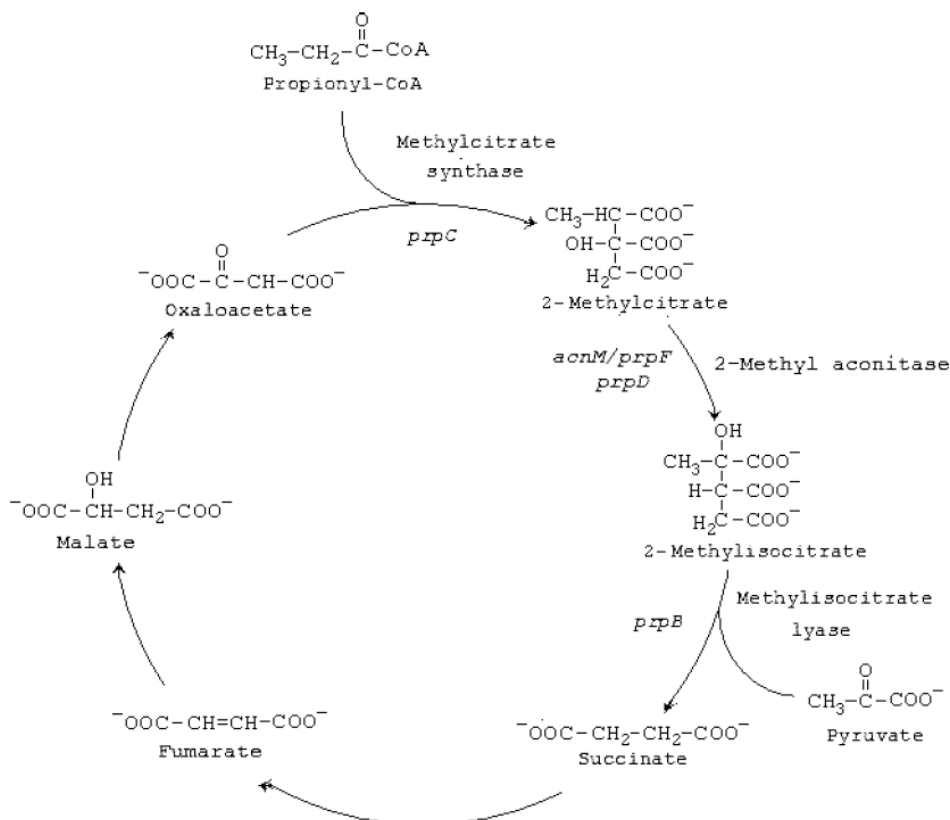 O
CH3-CH2-C-CoA
Propionyl-CoA
Methylcitrate
synthase
prpC
CH3-HC-COO−
OH-C-COO−
H2C-COO−
2-Methylcitrate
O
−OOC-C-CH-COO−
Oxaloacetate
acnM/prpF
prpD
2-Methyl aconitase
OH
CH3-C-COO−
H-C-COO−
H2C-COO−
2-Methylisocitrate
OH
−OOC-CH-CH2-COO−
Malate
prpB
Methylisocitrate
lyase
O
CH3-C-COO−
Pyruvate
−OOC-CH=CH-COO−
Fumarate
−OOC-CH2-CH2-COO−
Succinate